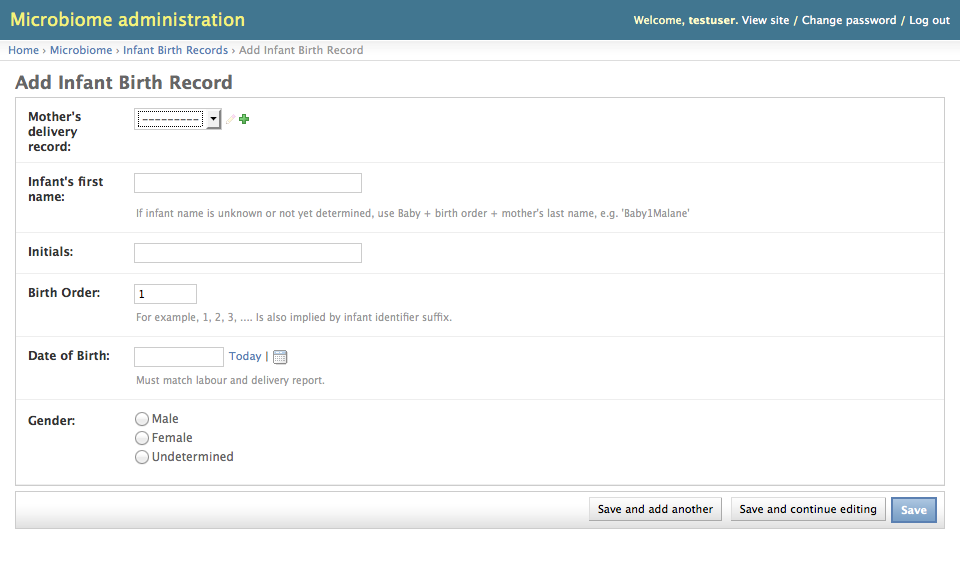 Microbiome administration
Welcome, testuser. View site / Change password / Log out
Home › Microbiome › Infant Birth Records › Add Infant Birth Record
Add Infant Birth Record
Mother's
delivery
record:
---------
Infant's first
name:
If infant name is unknown or not yet determined, use Baby + birth order + mother's last name, e.g. 'Baby1Malane'
Initials:
Birth Order:
1
For example, 1, 2, 3, .... Is also implied by infant identifier suffix.
Date of Birth:
Today |
Must match labour and delivery report.
Gender:
Male
Female
Undetermined
Save and add another
Save and continue editing
Save